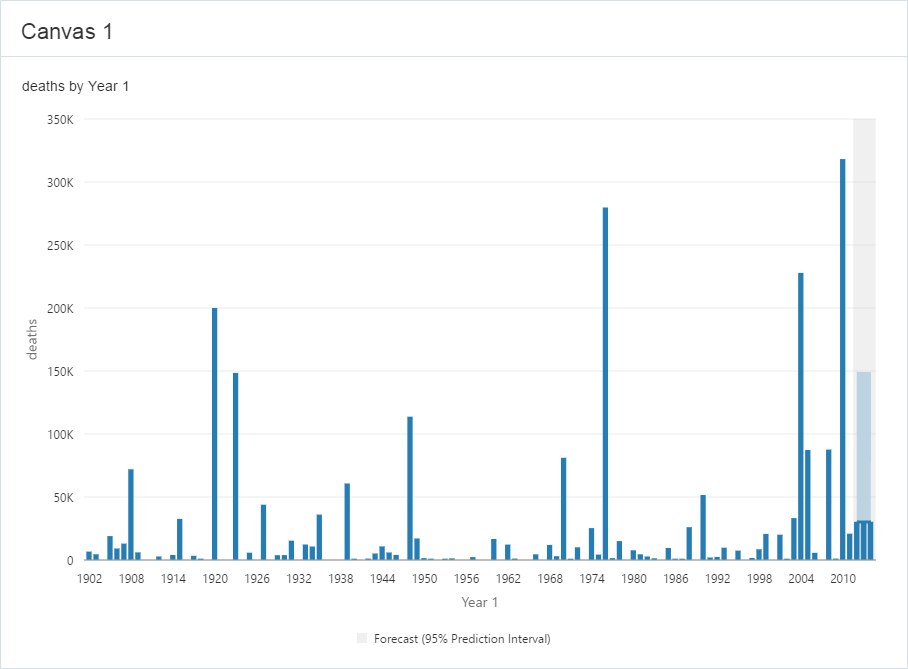 Canvas 1
deaths by Year 1
350K
300K
250K
200K
150K
100K
50K
0
deaths
1902 1908 1914 1920 1926 1932 1938 1944 1950 1956 1962 1968 1974 1980 1986 1992 1998 2004 2010
Year 1
Forecast (95% Prediction Interval)